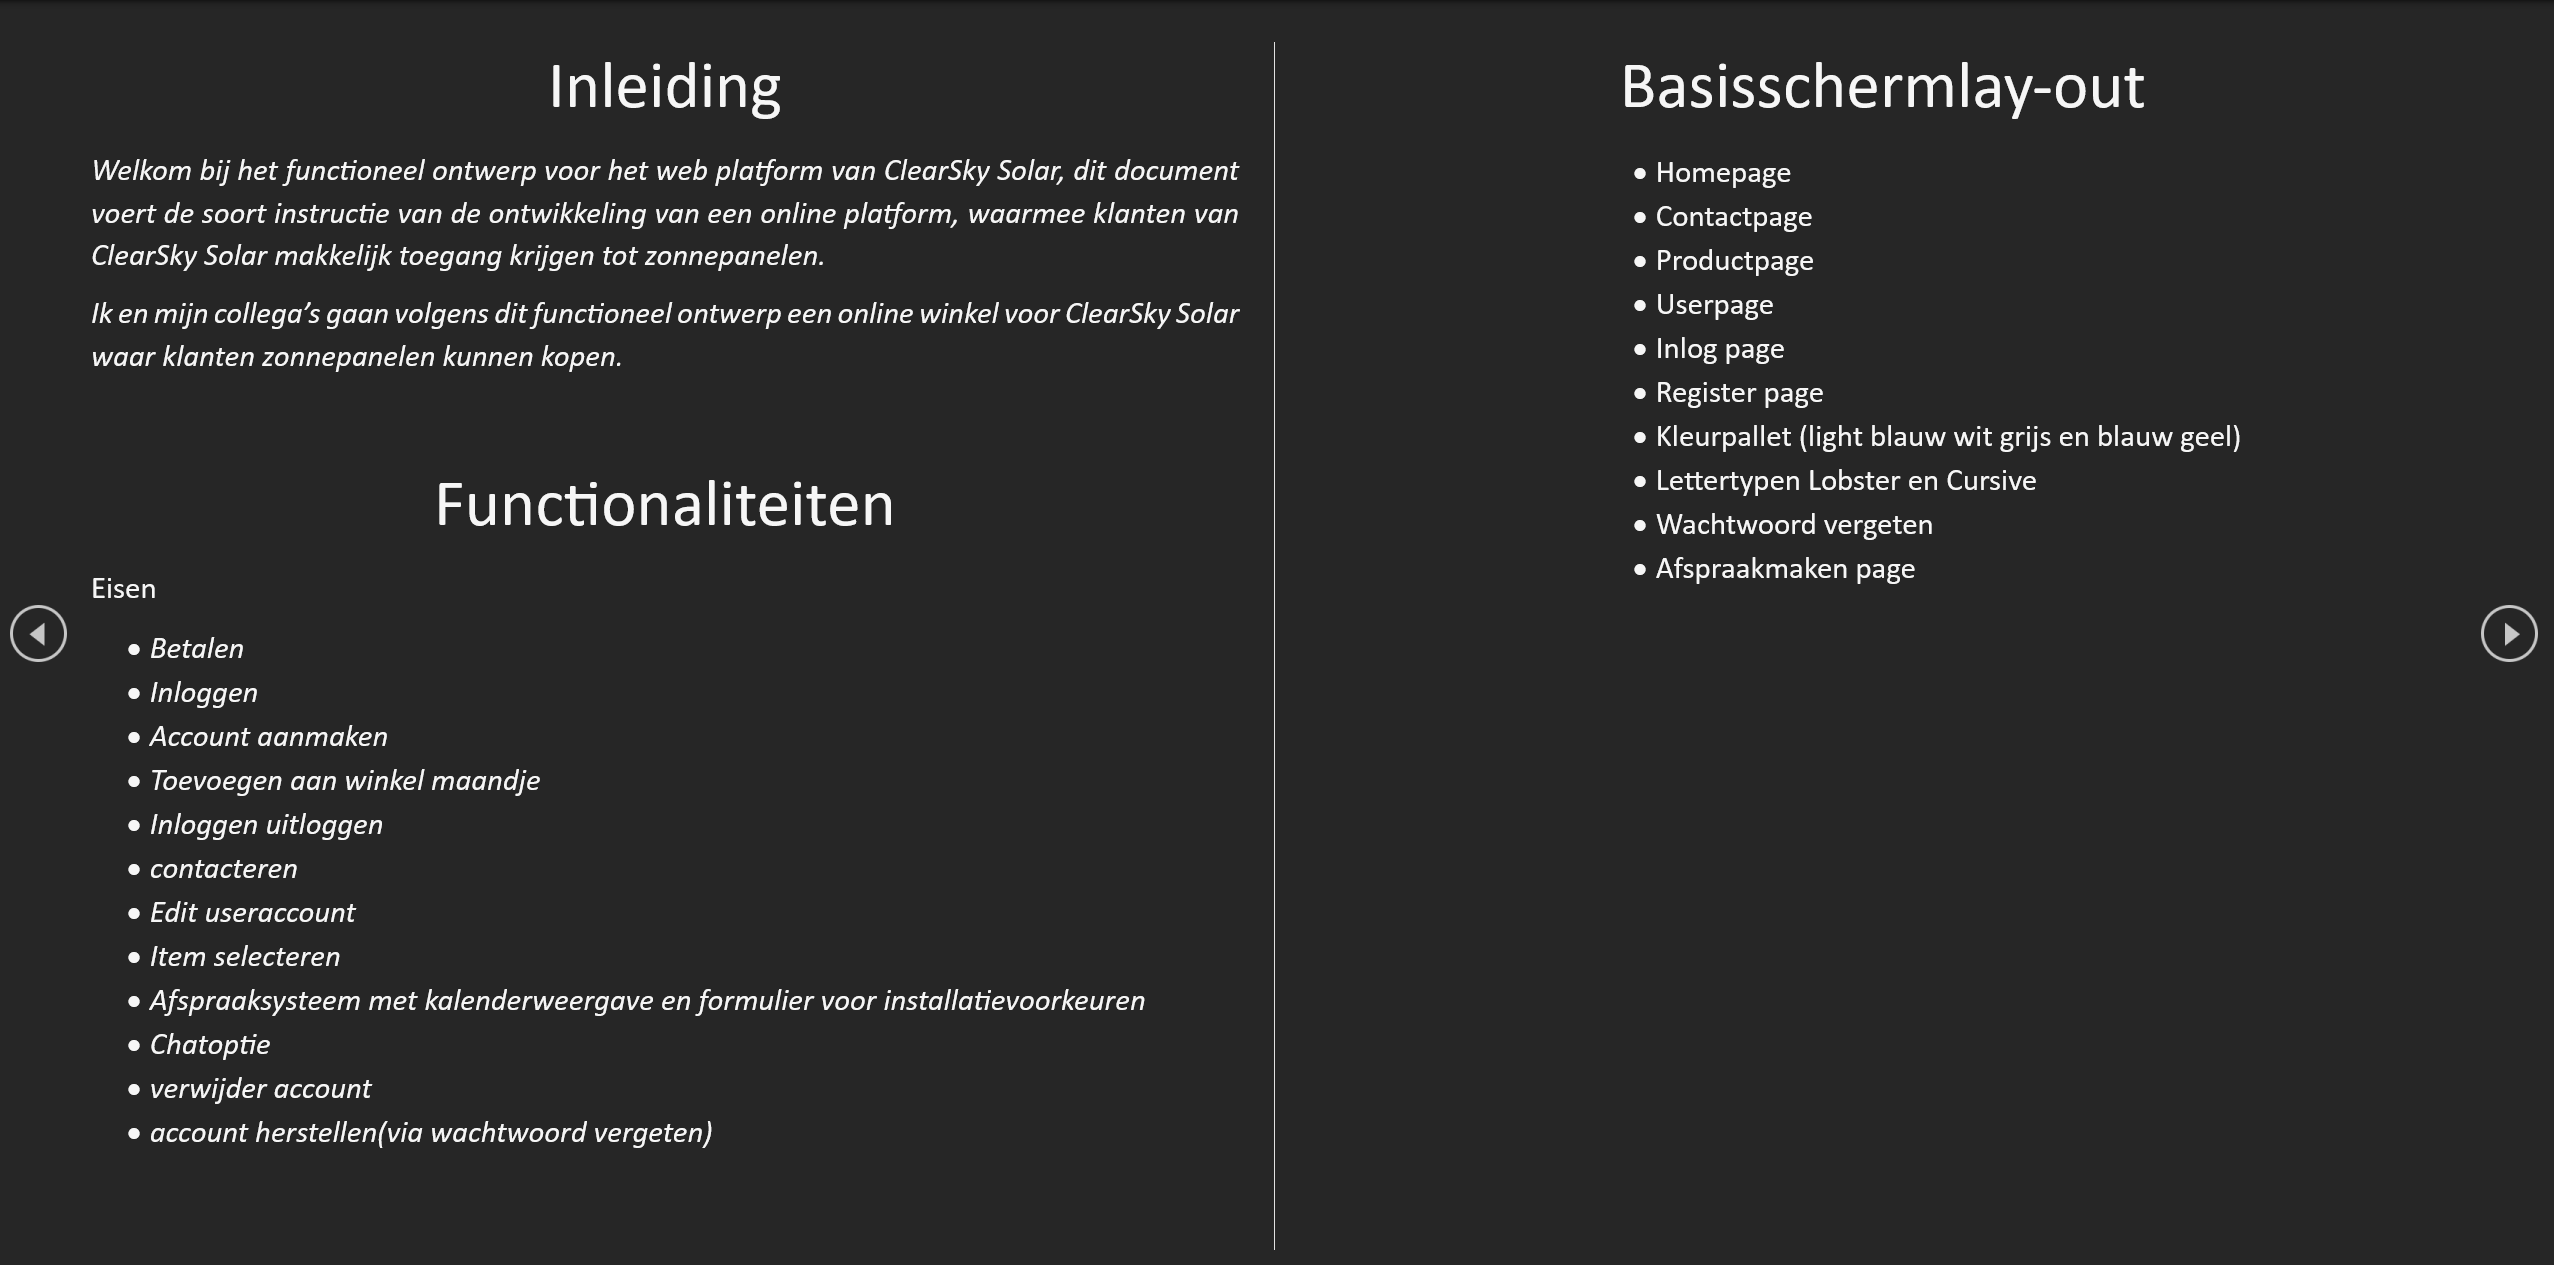 Inleiding
Welkom bij het functioneel ontwerp voor het web platform van ClearSky Solar, dit document
voert de soort instructie van de ontwikkeling van een online platform, waarmee klanten van
ClearSky Solar makkelijk toegang krijgen tot zonnepanelen.
Ik en mijn collega’s gaan volgens dit functioneel ontwerp een online winkel voor ClearSky Solar
waar klanten zonnepanelen kunnen kopen.
Functionaliteiten
Eisen
• Betalen
• Inloggen
• Account aanmaken
• Toevoegen aan winkel maandje
• Inloggen uitloggen
• contacteren
• Edit useraccount
• Item selecteren
• Afspraaksysteem met kalenderweergave en formulier voor installatievoorkeuren
• Chatoptie
• verwijder account
• account herstellen(via wachtwoord vergeten)
Basisschermlay-out
• Homepage
• Contactpage
• Productpage
• Userpage
• Inlog page
• Register page
• Kleurpallet (light blauw wit grijs en blauw geel)
• Lettertypen Lobster en Cursive
• Wachtwoord vergeten
• Afspraakmaken page